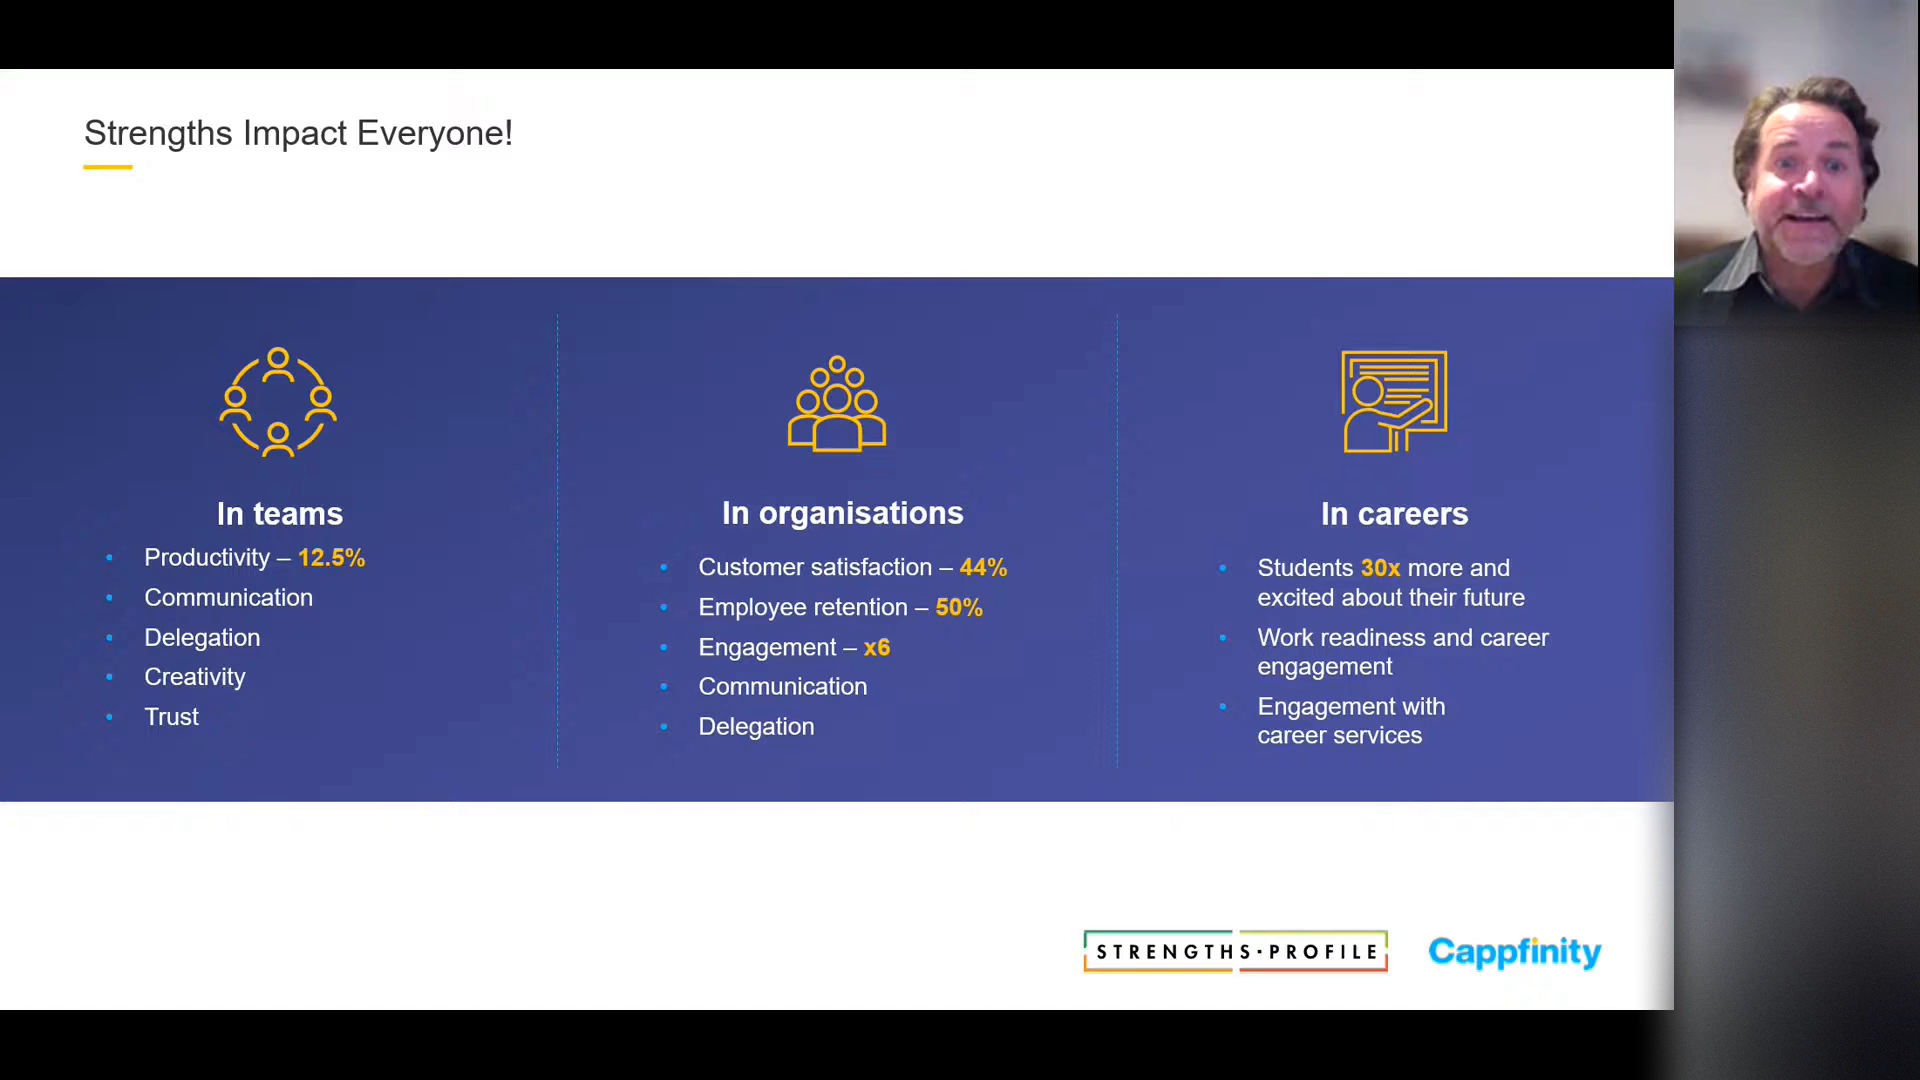 Strengths Impact Everyone!
In teams
Productivity – 12.5%
Communication
Delegation
Creativity
Trust
In organisations
Customer satisfaction – 44%
Employee retention – 50%
Engagement – x6
Communication
Delegation
In careers
Students 30x more and
excited about their future
Work readiness and career
engagement
Engagement with
career services
STRENGTHS·PROFILE
Cappfinity